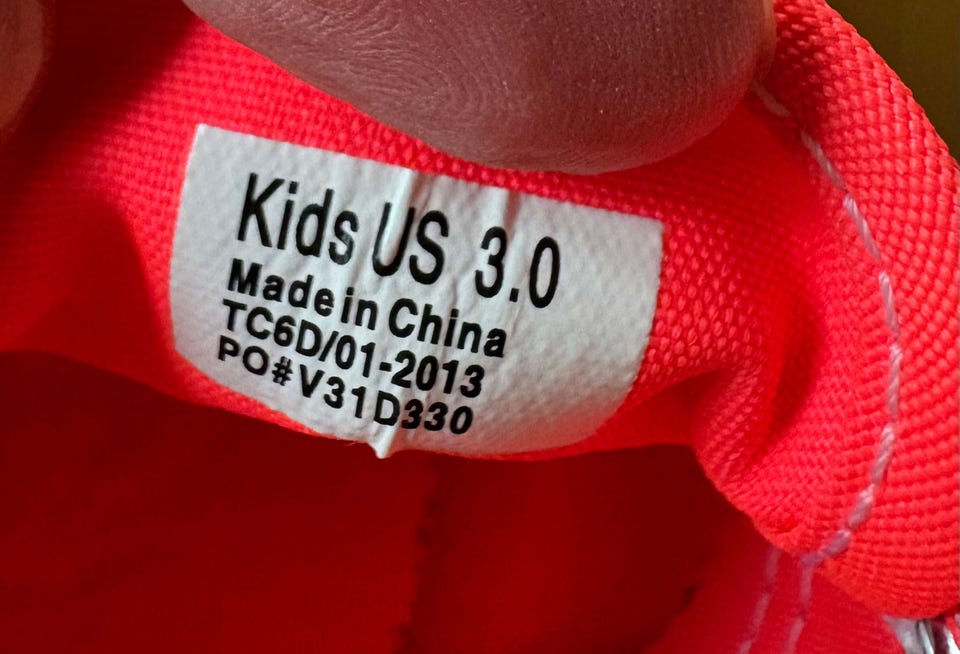 Kids US 3.0
Made in China
TC6D/01-2013
PO#V31D330